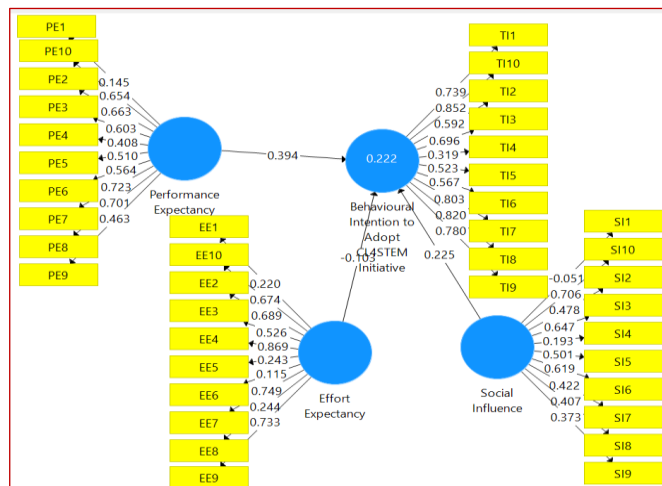 PE1
PE10
PE2
PE3
PE4
PE5
PE6
PE7
PE8
PE9
0.145
0.654
0.663
0.603
0.408
0.510
0.564
0.723
0.701
0.463
Performance
Expectancy
0.394
0.222
Behavioural
Intention to
Adopt
CL4STEM
Initiative
TI1
TI10
TI2
TI3
TI4
TI5
TI6
TI7
TI8
TI9
0.739
0.852
0.592
0.696
0.319
0.523
0.567
0.803
0.820
0.780
EE1
EE10
EE2
EE3
EE4
EE5
EE6
EE7
EE8
EE9
0.220
0.674
0.689
0.526
0.869
0.243
0.115
0.749
0.244
0.733
Effort
Expectancy
-0.103
0.225
Social
Influence
SI1
SI10
SI2
SI3
SI4
SI5
SI6
SI7
SI8
SI9
-0.051
0.706
0.478
0.647
0.193
0.501
0.619
0.422
0.407
0.373